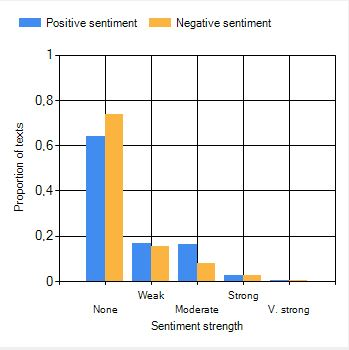 Positive sentiment Negative sentiment
1
0,8
0,6
0,4
0,2
0
Proportion of texts
Weak Strong
None Moderate V. strong
Sentiment strength